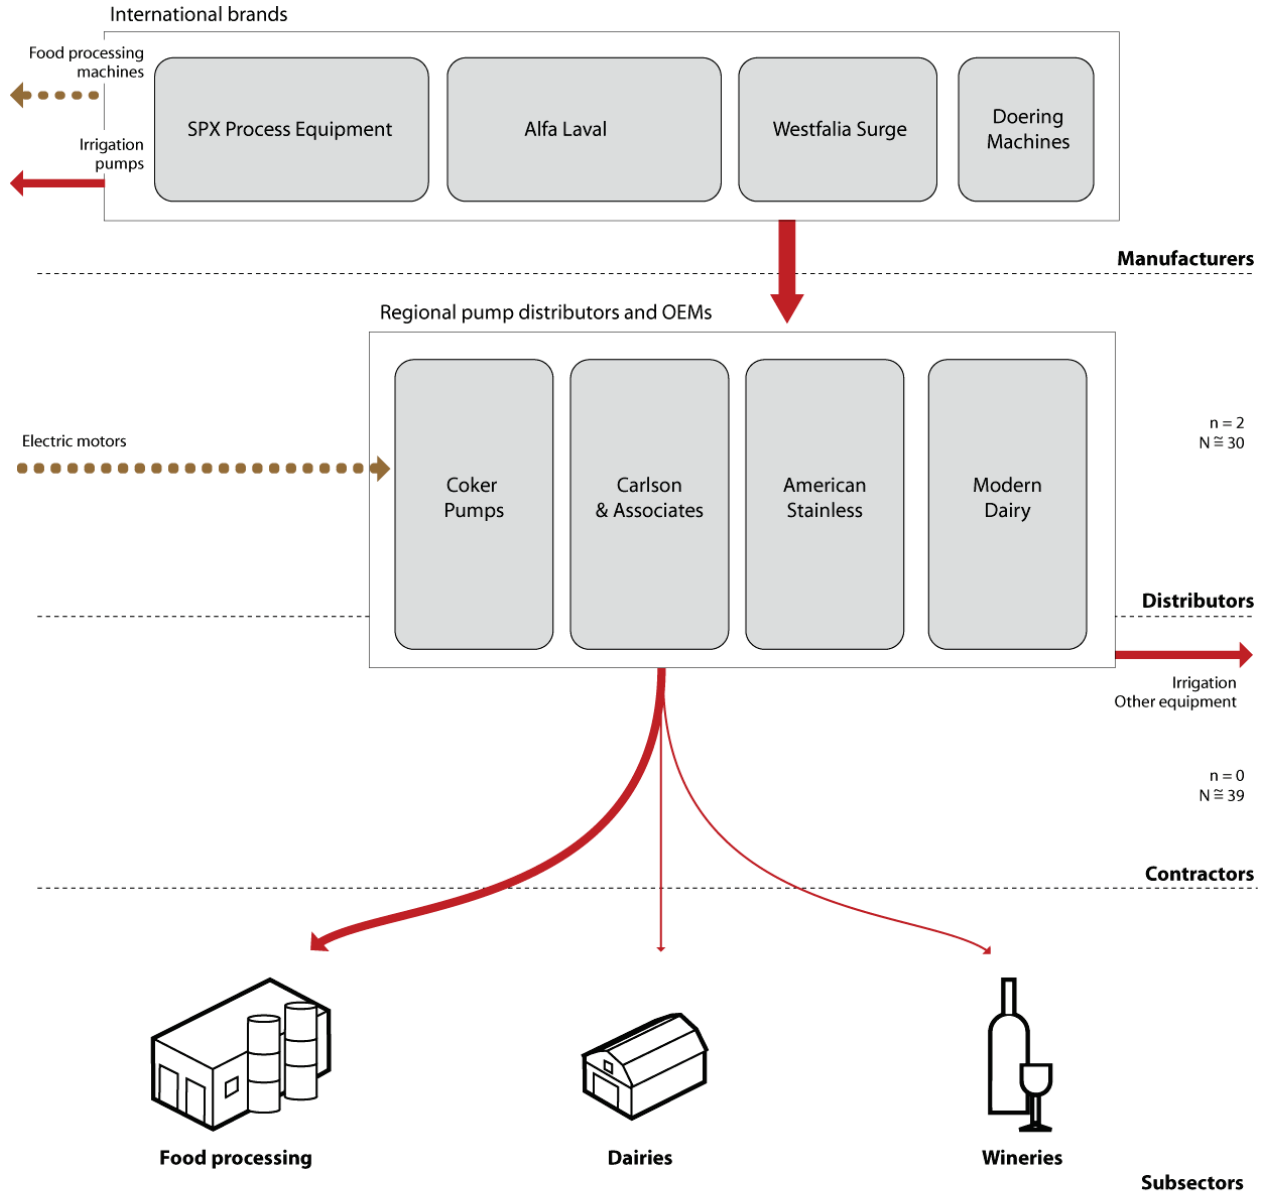 International brands
Food processing
machines
Irrigation
pumps
SPX Process Equipment
Alfa Laval
Westfalia Surge
Doering
Machines
Manufacturers
Regional pump distributors and OEMs
Electric motors
Coker
Pumps
Carlson
& Associates
American
Stainless
Modern
Dairy
n = 2
N ≅ 30
Distributors
Irrigation
Other equipment
n = 0
N ≅ 39
Contractors
Food processing
Dairies
Wineries
Subsectors